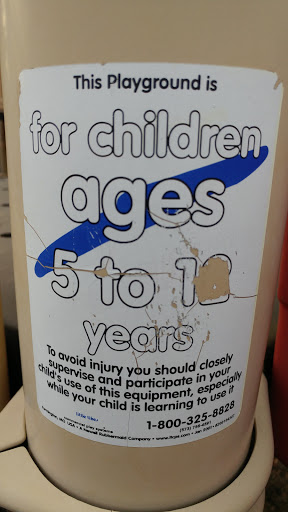 This Playground is
for children
ages
5 to 1
years
To avoid injury you should closely
supervise and participate in your
child's use of this equipment, especially
while your child is learning to use it
1-800-325-8828